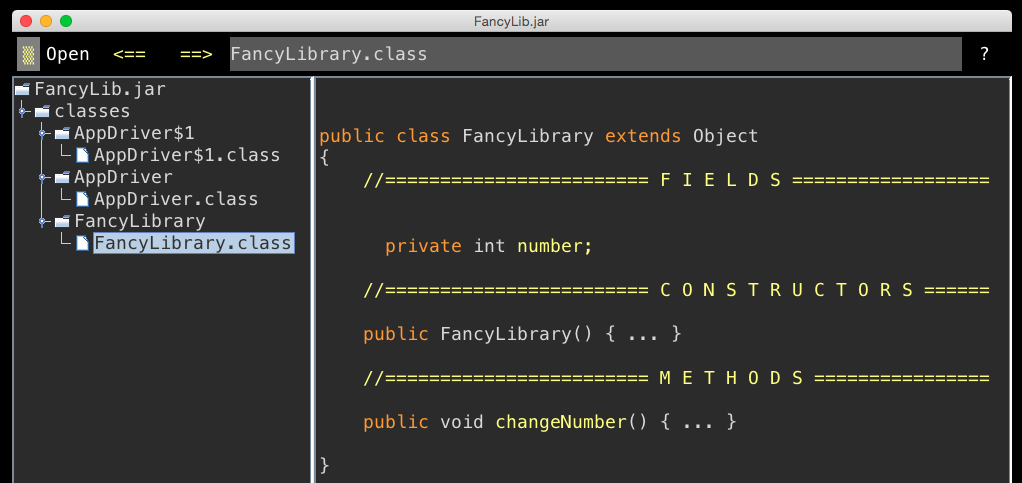 FancyLib.jar
Open <== ==> FancyLibrary.class ?
FancyLib.jar
classes
AppDriver$1
AppDriver$1.class
AppDriver
AppDriver.class
FancyLibrary
FancyLibrary.class
public class FancyLibrary extends Object
{
//======================== F I E L D S ==================
private int number;
//======================== C O N S T R U C T O R S ======
public FancyLibrary() { ... }
//======================== M E T H O D S ================
public void changeNumber() { ... }
}